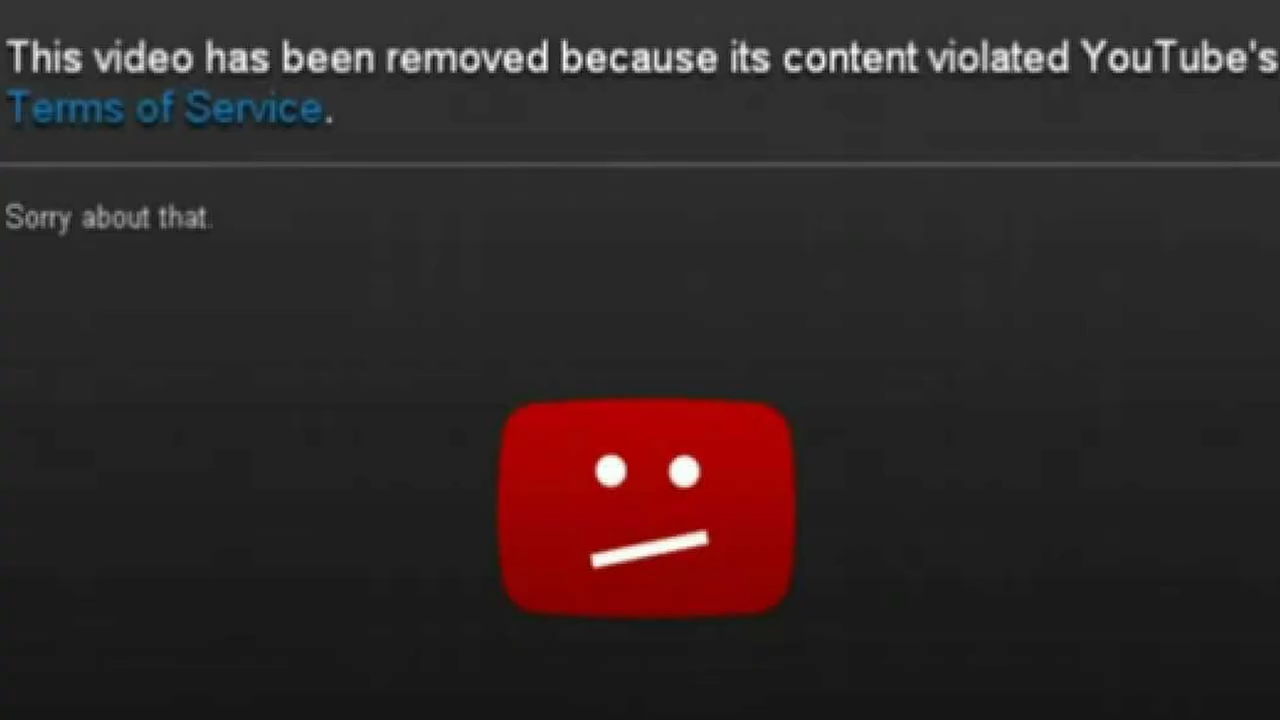 This video has been removed because its content violated YouTube's
Terms of Service.
Sorry about that.